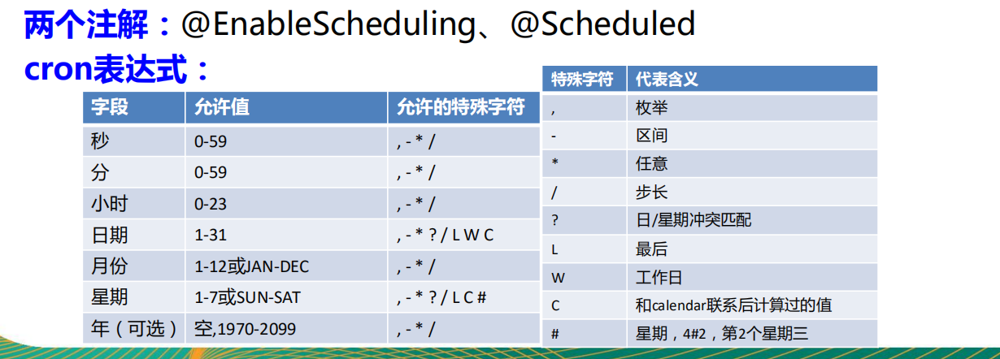 两个注解：@EnableScheduling、@Scheduled
cron表达式：
字段 允许值 允许的特殊字符
秒 0-59 , - * /
分 0-59 , - * /
小时 0-23 , - * /
日期 1-31 , - * ? / L W C
月份 1-12或JAN-DEC , - * /
星期 1-7或SUN-SAT , - * ? / L C #
年（可选） 空,1970-2099 , - * /
特殊字符 代表含义
, 枚举
- 区间
* 任意
/ 步长
? 日/星期冲突匹配
L 最后
W 工作日
C 和calendar联系后计算过的值
# 星期，4#2，第2个星期三